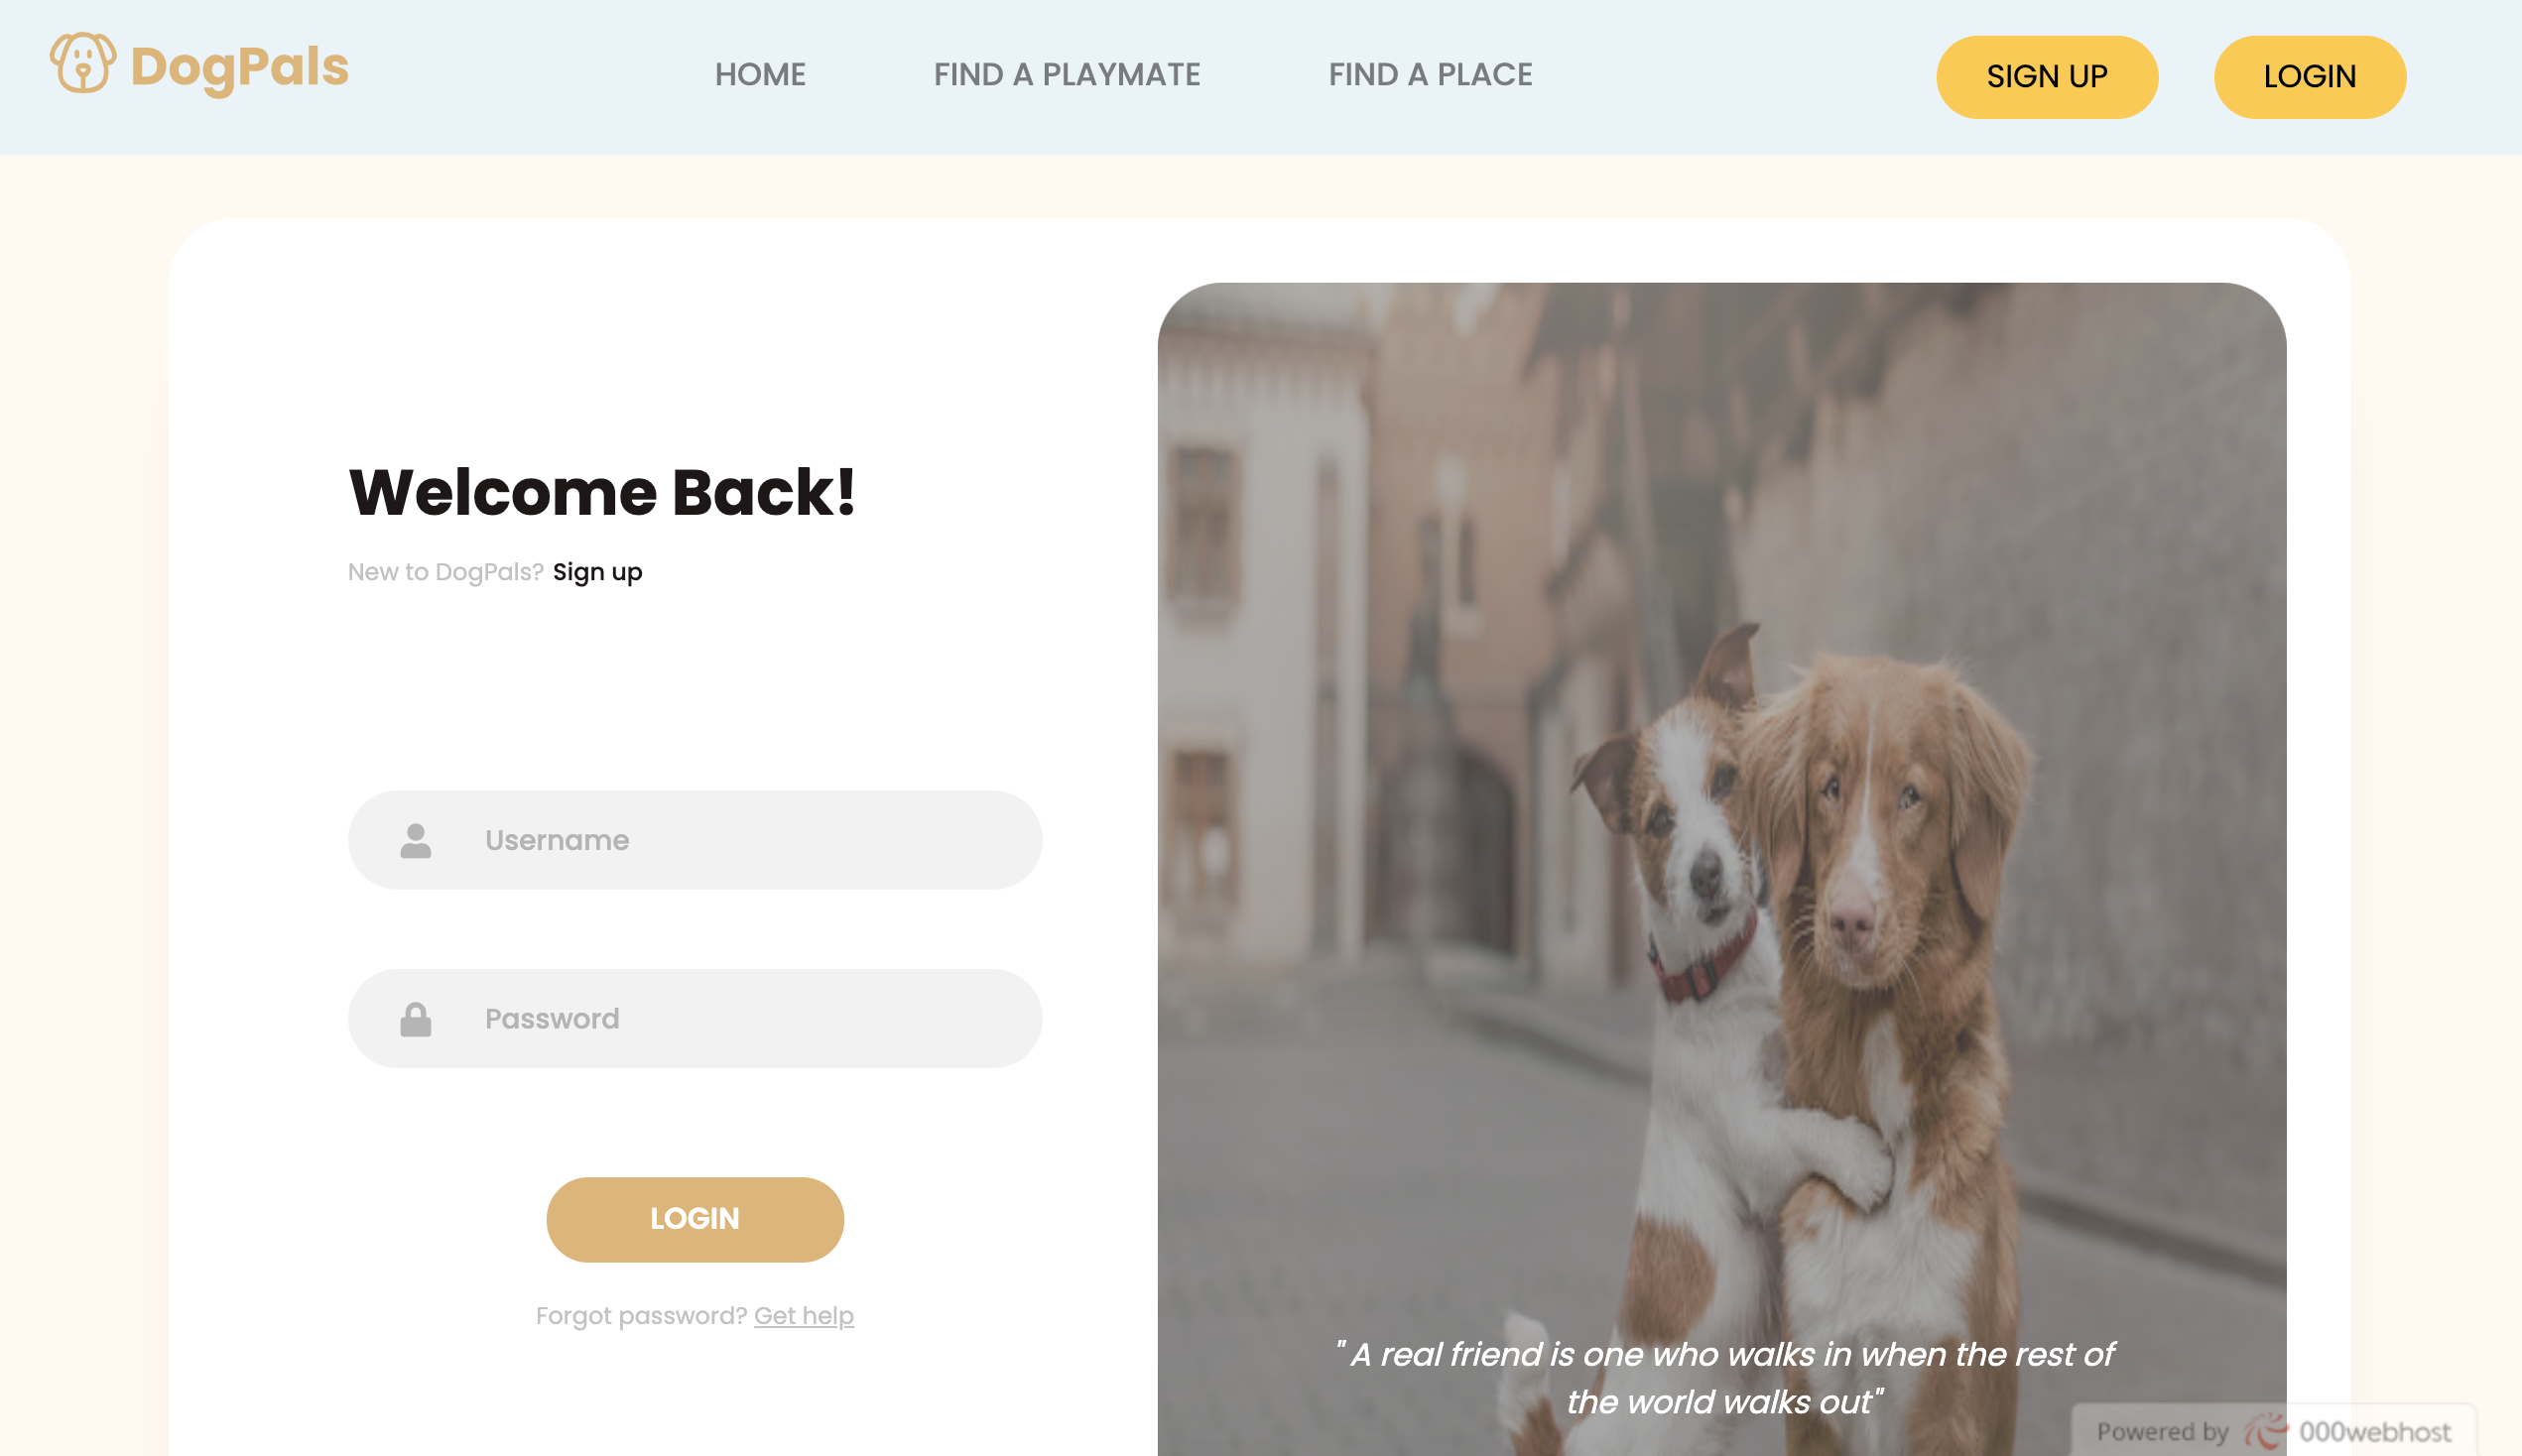 DogPals
HOME
FIND A PLAYMATE
FIND A PLACE
SIGN UP
LOGIN
Welcome Back!
New to DogPals? Sign up
Username
Password
LOGIN
Forgot password? Get help
" A real friend is one who walks in when the rest of
the world walks out"
Powered by 000webhost